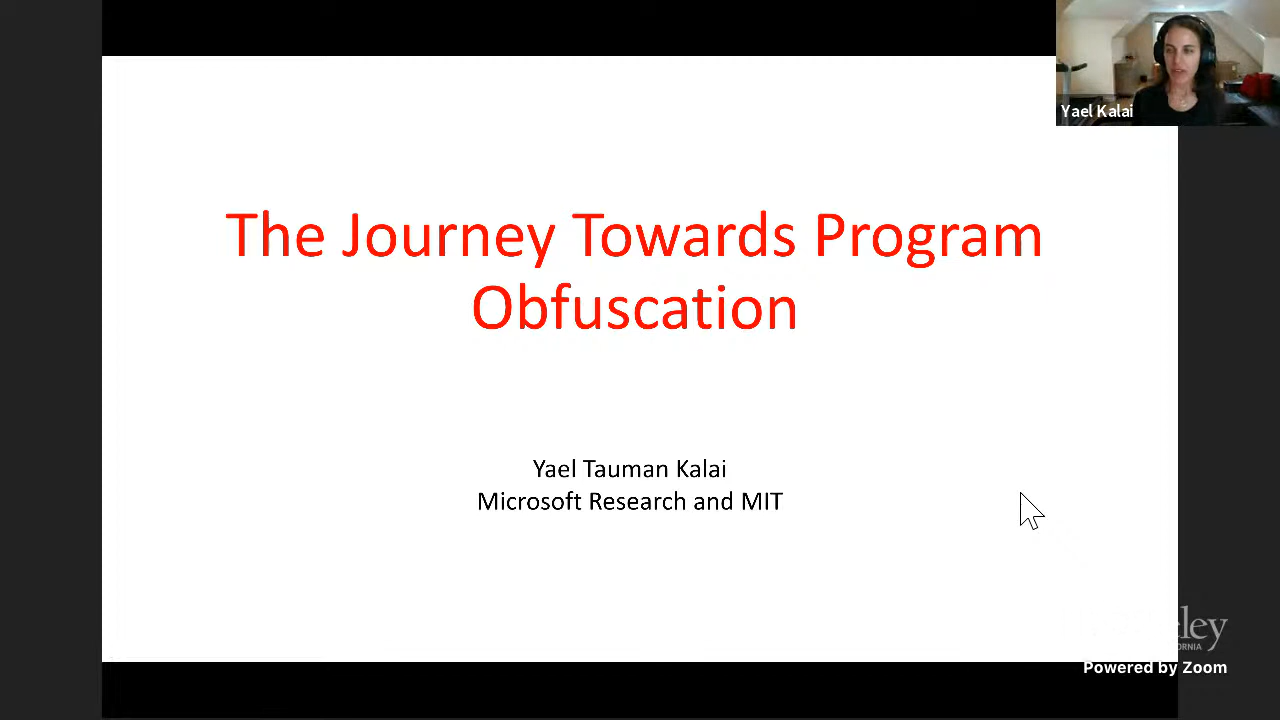 Yael Kalai
The Journey Towards Program
Obfuscation
Yael Tauman Kalai
Microsoft Research and MIT
Powered by Zoom